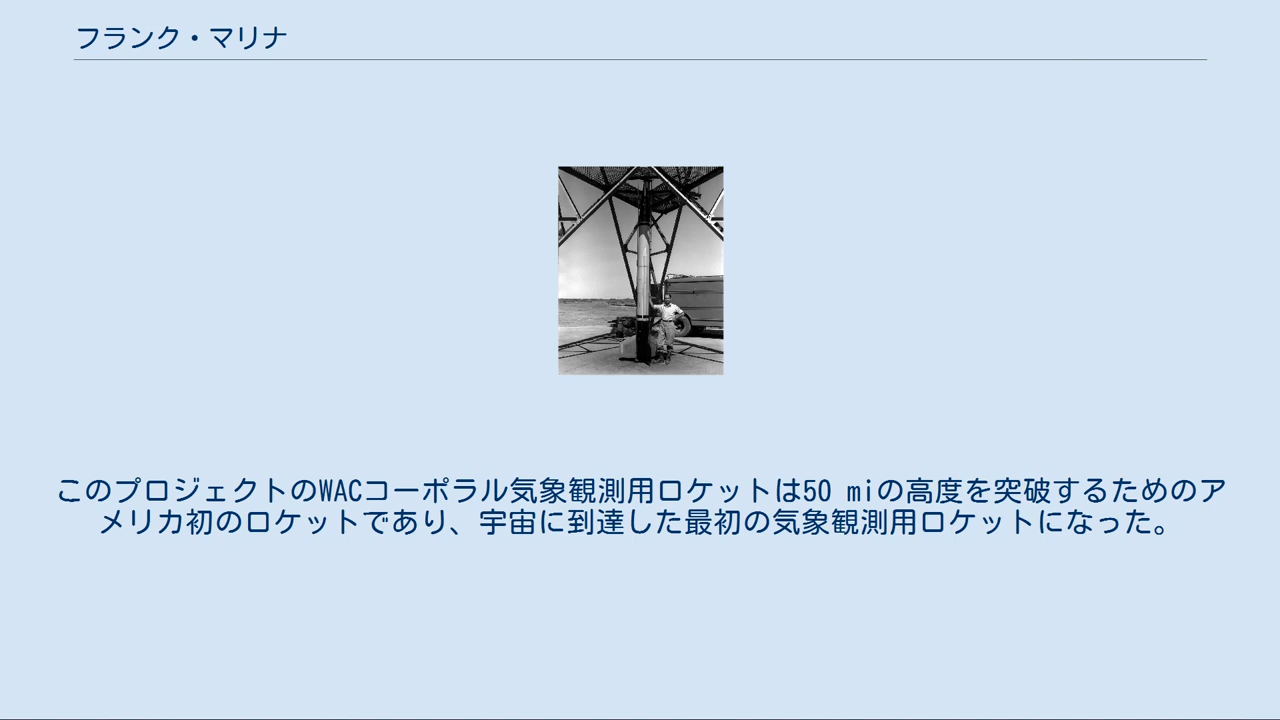 フランク・マリナ
このプロジェクトのWACコーポラル気象観測用ロケットは50 miの高度を突破するためのア
メリカ初のロケットであり、宇宙に到達した最初の気象観測用ロケットになった。